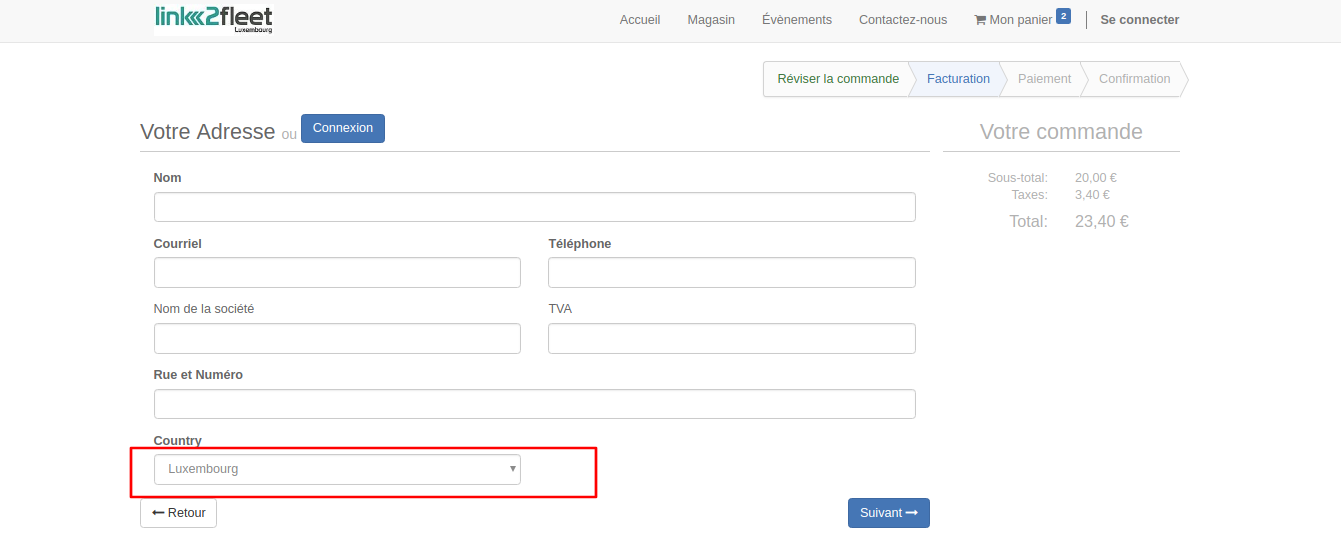 link2fleet
Luxembourg
Accueil Magasin Évènements Contactez-nous Mon panier 2 Se connecter
Réviser la commande Facturation Paiement Confirmation
Votre Adresse ou Connexion
Votre commande
Nom
Sous-total: 20,00 €
Taxes: 3,40 €
Total: 23,40 €
Courriel Téléphone
Nom de la société TVA
Rue et Numéro
Country
Luxembourg
Retour Suivant